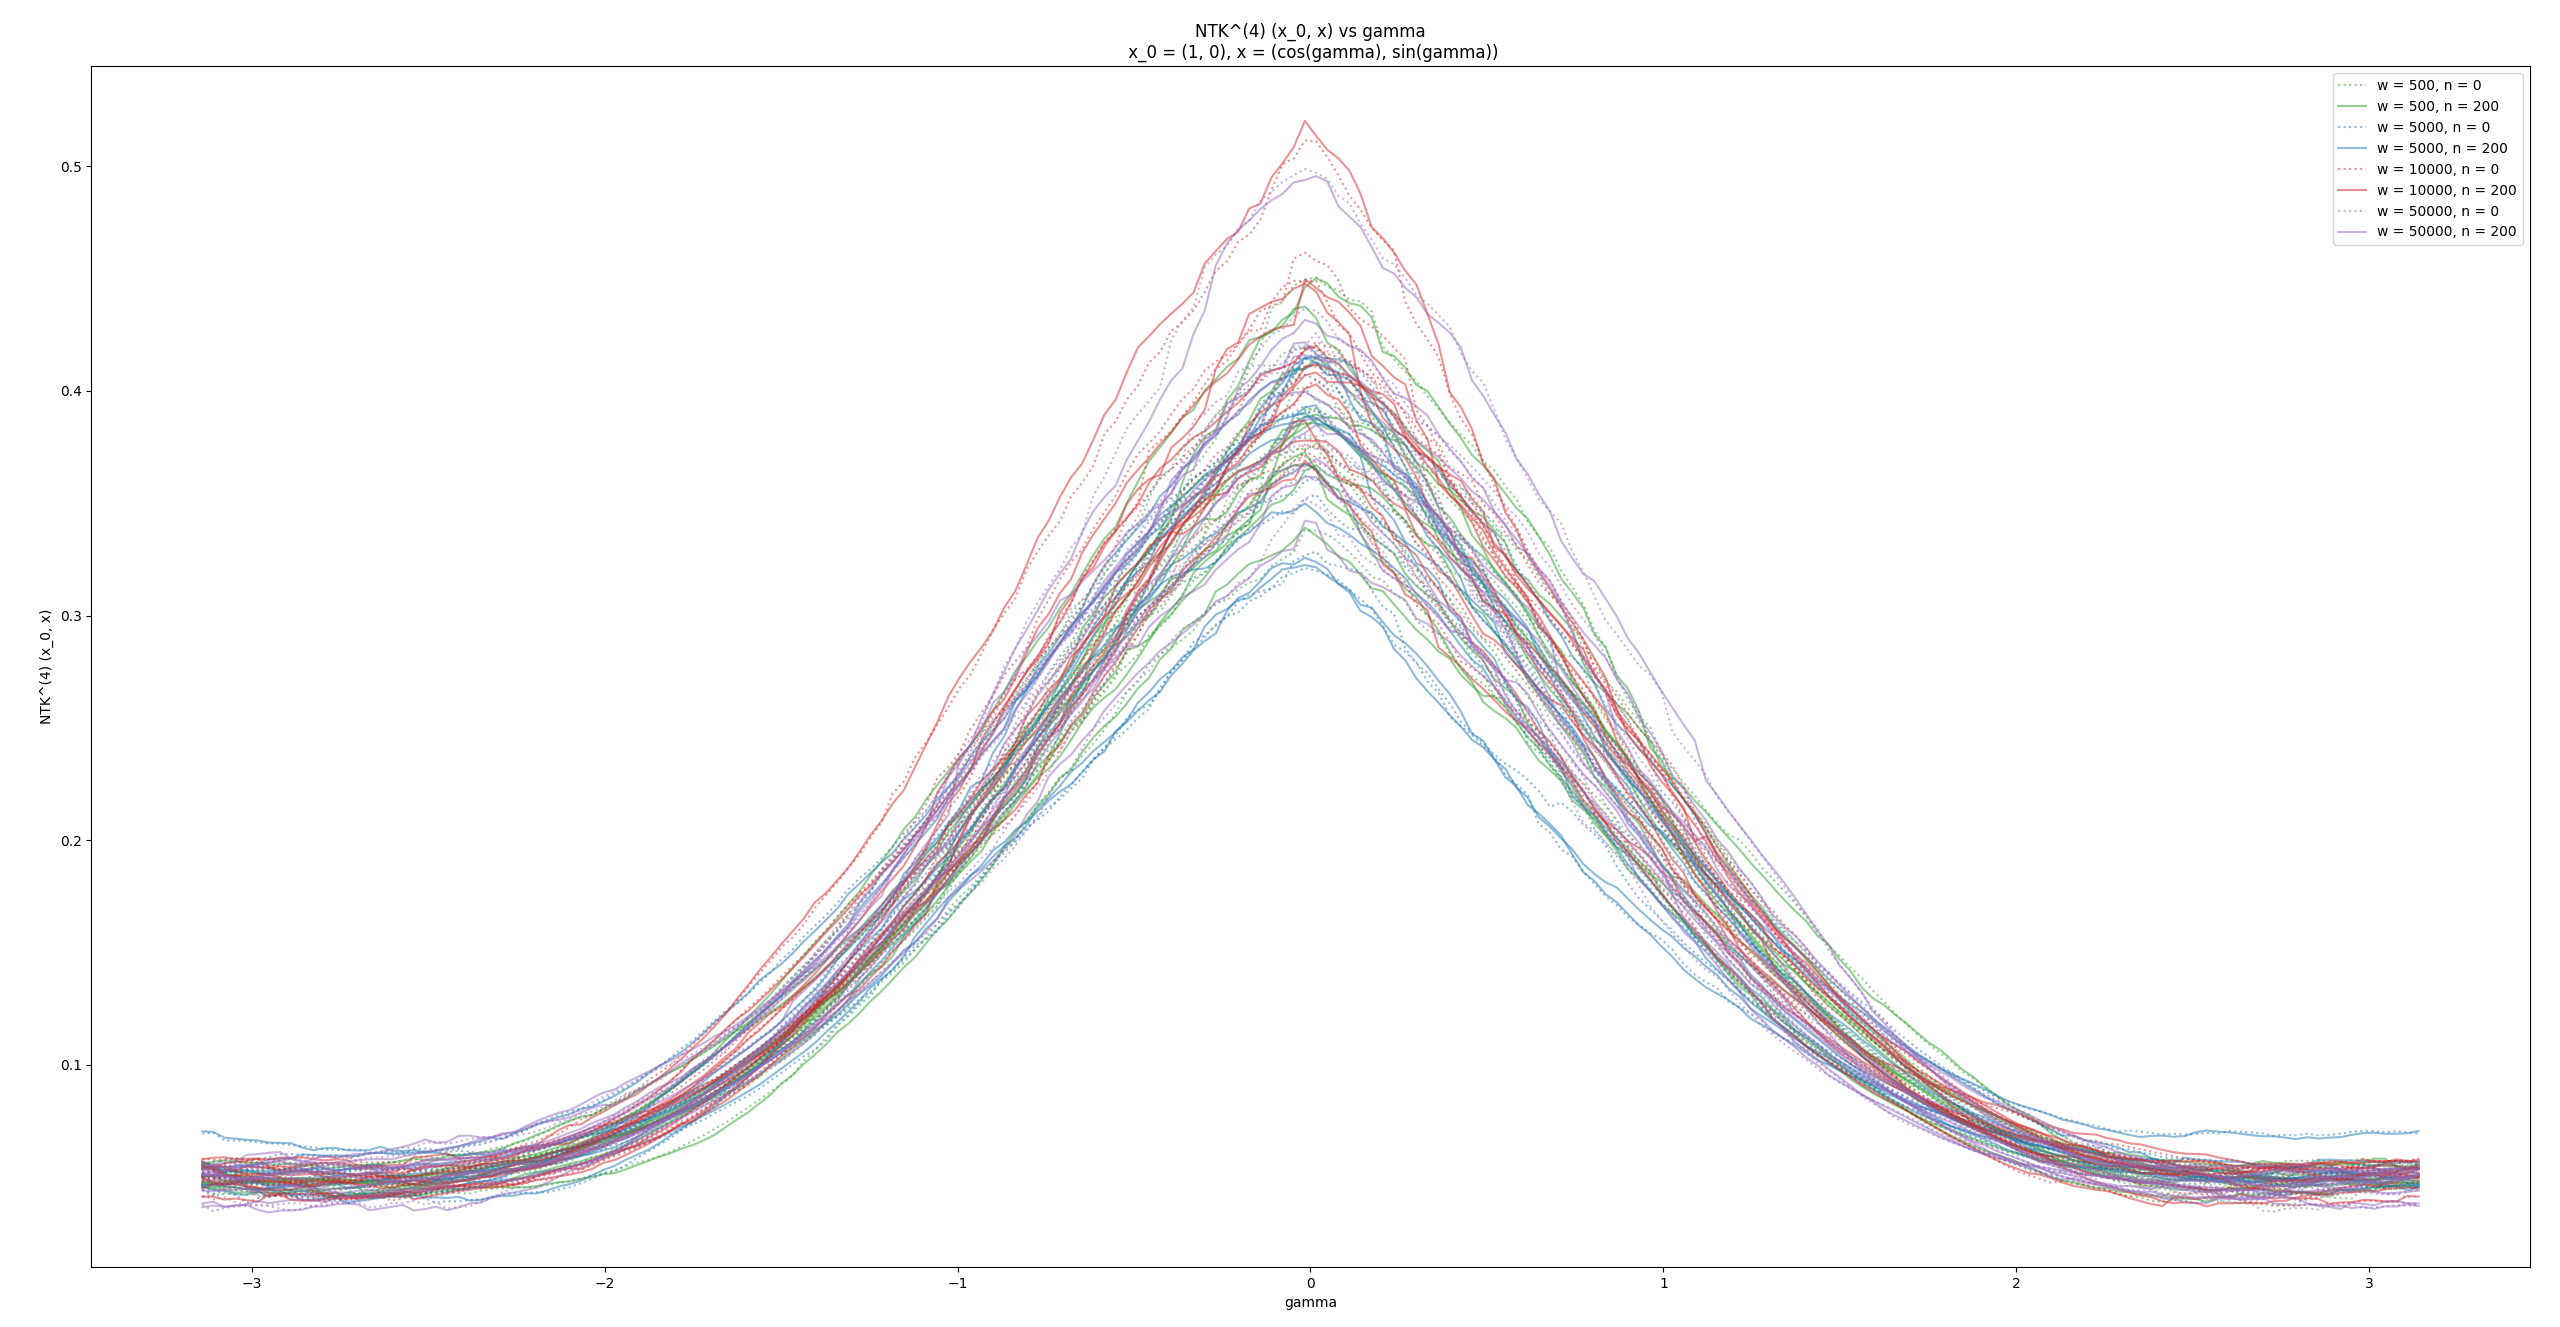 NTK^(4) (x_0, x) vs gamma
x_0 = (1, 0), x = (cos(gamma), sin(gamma))
w = 500, n = 0
w = 500, n = 200
w = 5000, n = 0
w = 5000, n = 200
w = 10000, n = 0
w = 10000, n = 200
w = 50000, n = 0
w = 50000, n = 200
NTK^(4) (x_0, x)
0.5
0.4
0.3
0.2
0.1
−3
−2
−1
0
1
2
3
gamma